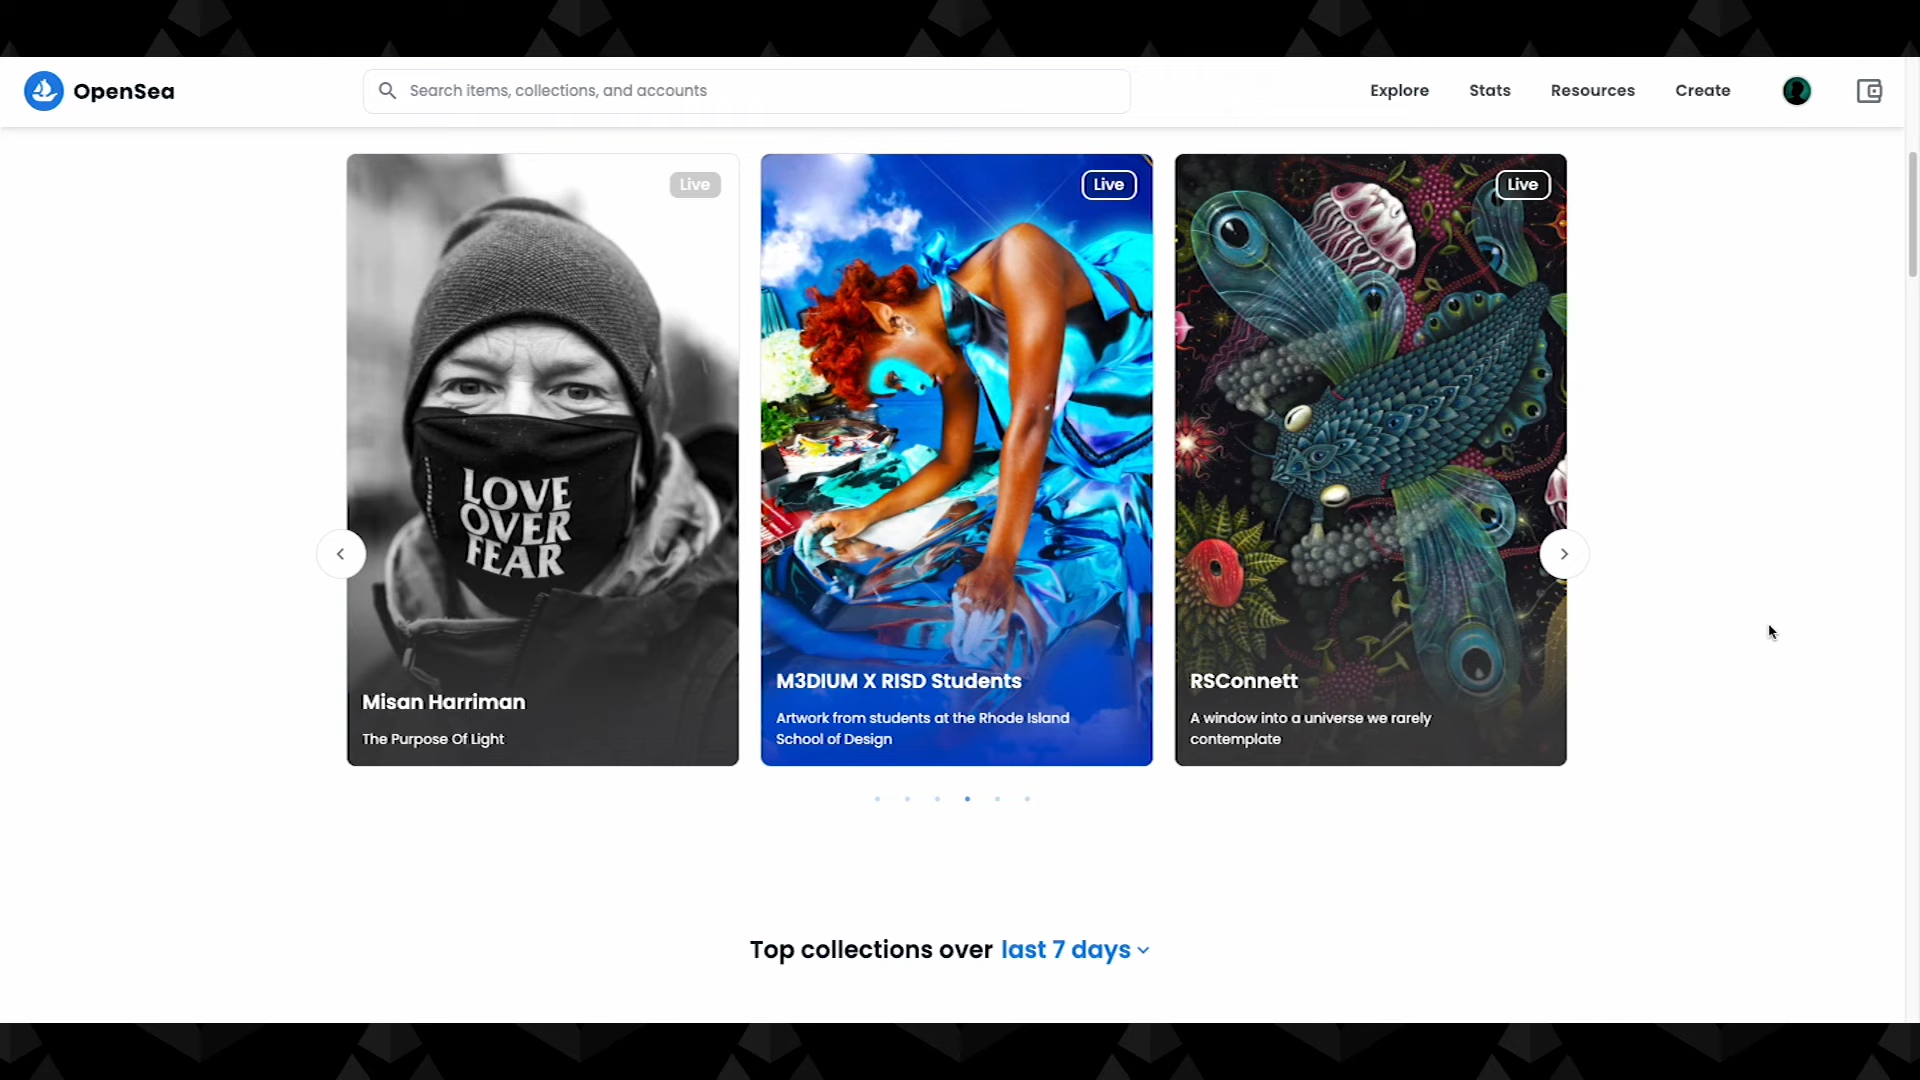 OpenSea
Search items, collections, and accounts
Explore
Stats
Resources
Create
Live
Live
Live
LOVE
OVER
FEAR
Misan Harriman
The Purpose Of Light
M3DIUM X RISD Students
Artwork from students at the Rhode Island
School of Design
RSConnett
A window into a universe we rarely
contemplate
Top collections over last 7 days